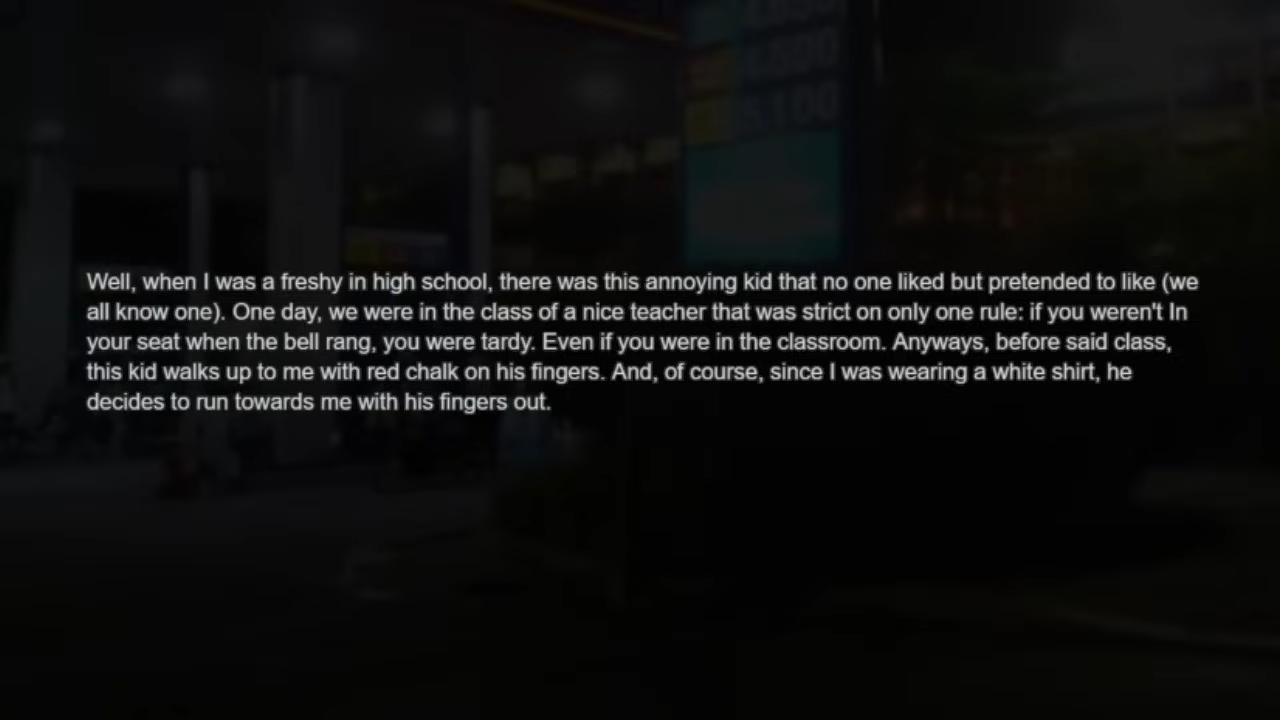 Well, when I was a freshy in high school, there was this annoying kid that no one liked but pretended to like (we
all know one). One day, we were in the class of a nice teacher that was strict on only one rule: if you weren't In
your seat when the bell rang, you were tardy. Even if you were in the classroom. Anyways, before said class,
this kid walks up to me with red chalk on his fingers. And, of course, since I was wearing a white shirt, he
decides to run towards me with his fingers out.